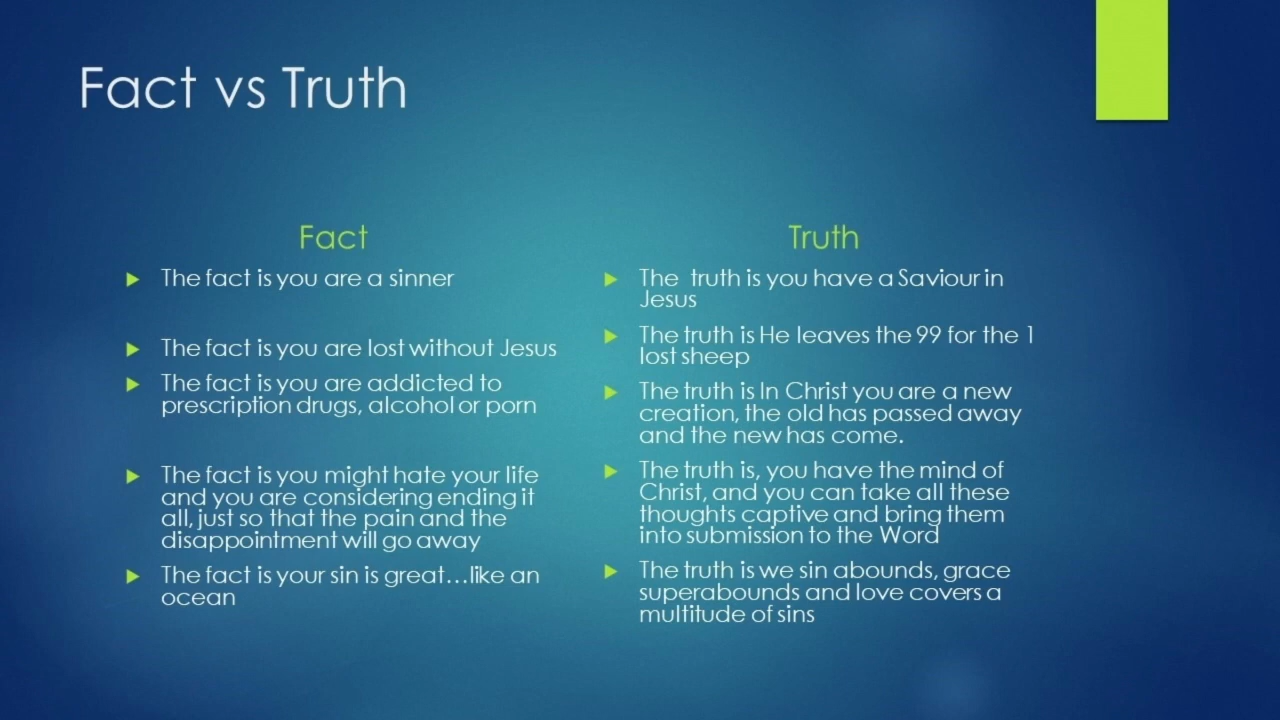 Fact vs Truth
Fact
The fact is you are a sinner
The fact is you are lost without Jesus
The fact is you are addicted to
prescription drugs, alcohol or porn
The fact is you might hate your life
and you are considering ending it
all, just so that the pain and the
disappointment will go away
The fact is your sin is great...like an
ocean
Truth
The truth is you have a Saviour in
Jesus
The truth is He leaves the 99 for the 1
lost sheep
The truth is In Christ you are a new
creation, the old has passed away
and the new has come.
The truth is, you have the mind of
Christ, and you can take all these
thoughts captive and bring them
into submission to the Word
The truth is we sin abounds, grace
superabounds and love covers a
multitude of sins